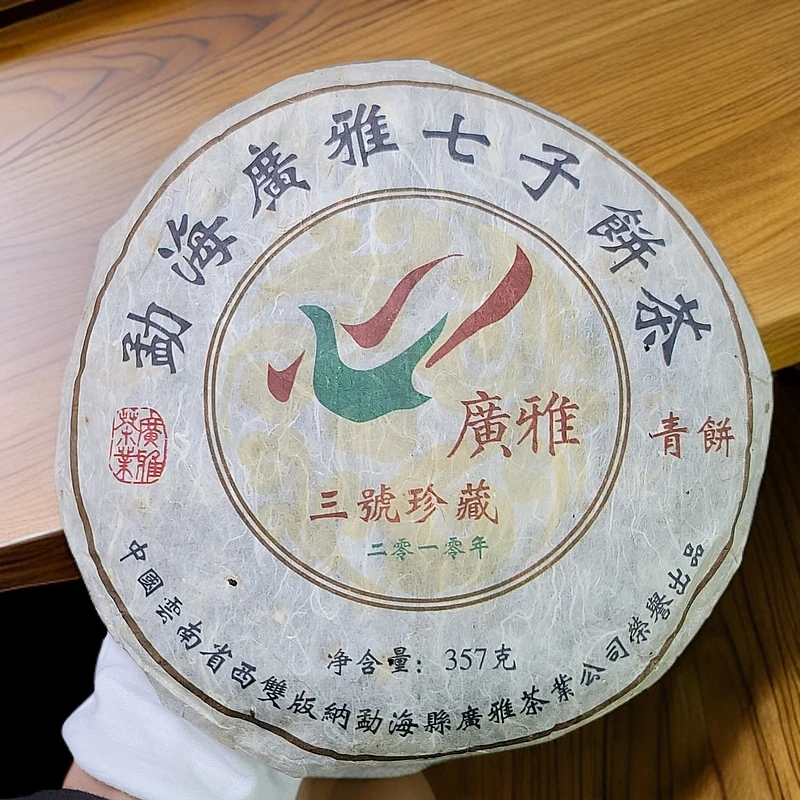 勐海廣雅七子餅茶
廣雅
三號珍藏
二零一零年
青餅
廣雅
茶業
净含量：357克
中國雲南省西雙版納勐海縣廣雅茶業公司榮譽出品